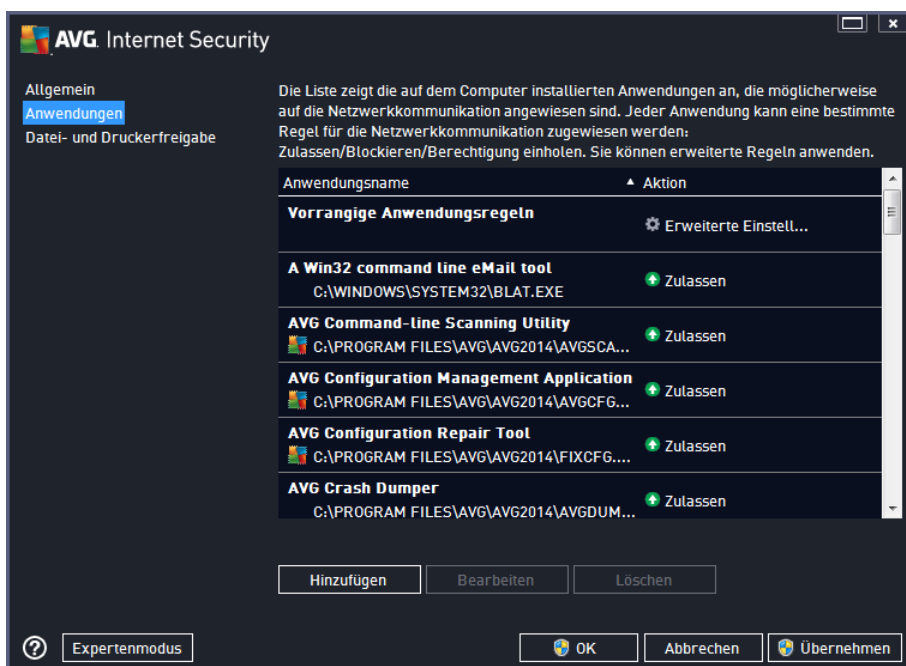 AVG. Internet Security
Allgemein
Anwendungen
Datei- und Druckerfreigabe
Die Liste zeigt die auf dem Computer installierten Anwendungen an, die möglicherweise
auf die Netzwerkkommunikation angewiesen sind. Jeder Anwendung kann eine bestimmte
Regel für die Netzwerkkommunikation zugewiesen werden:
Zulassen/Blockieren/Berechtigung einholen. Sie können erweiterte Regeln anwenden.
Anwendungsname Aktion
Vorrangige Anwendungsregeln
Erweiterte Einstell...
A Win32 command line eMail tool
C:\WINDOWS\SYSTEM32\BLAT.EXE
Zulassen
AVG Command-line Scanning Utility
C:\PROGRAM FILES\AVG\AVG2014\AVGSCA...
Zulassen
AVG Configuration Management Application
C:\PROGRAM FILES\AVG\AVG2014\AVGCFG...
Zulassen
AVG Configuration Repair Tool
C:\PROGRAM FILES\AVG\AVG2014\FIXCFG....
Zulassen
AVG Crash Dumper
C:\PROGRAM FILES\AVG\AVG2014\AVGDUM...
Zulassen
Hinzufügen Bearbeiten Löschen
? Expertenmodus OK Abbrechen Übernehmen